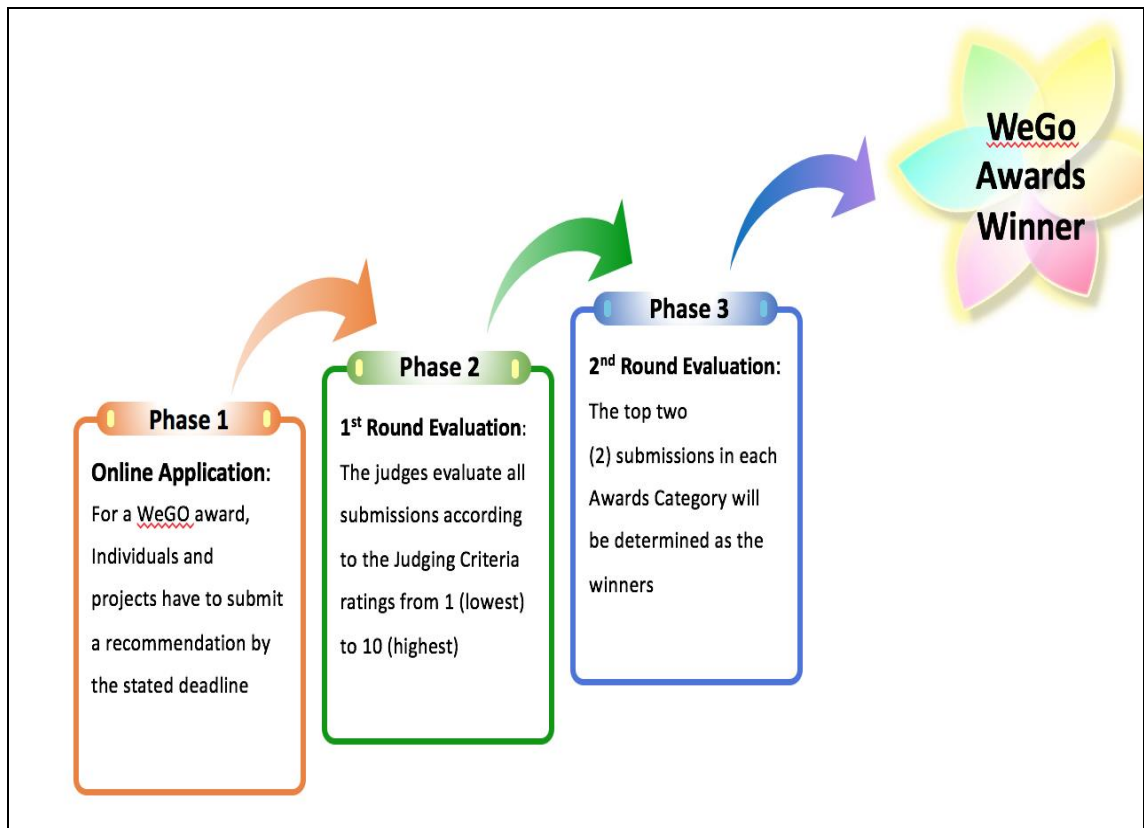 WeGo
Awards
Winner
Phase 1
Online Application:
For a WeGO award,
Individuals and
projects have to submit
a recommendation by
the stated deadline
Phase 2
1st Round Evaluation:
The judges evaluate all
submissions according
to the Judging Criteria
ratings from 1 (lowest)
to 10 (highest)
Phase 3
2nd Round Evaluation:
The top two
(2) submissions in each
Awards Category will
be determined as the
winners